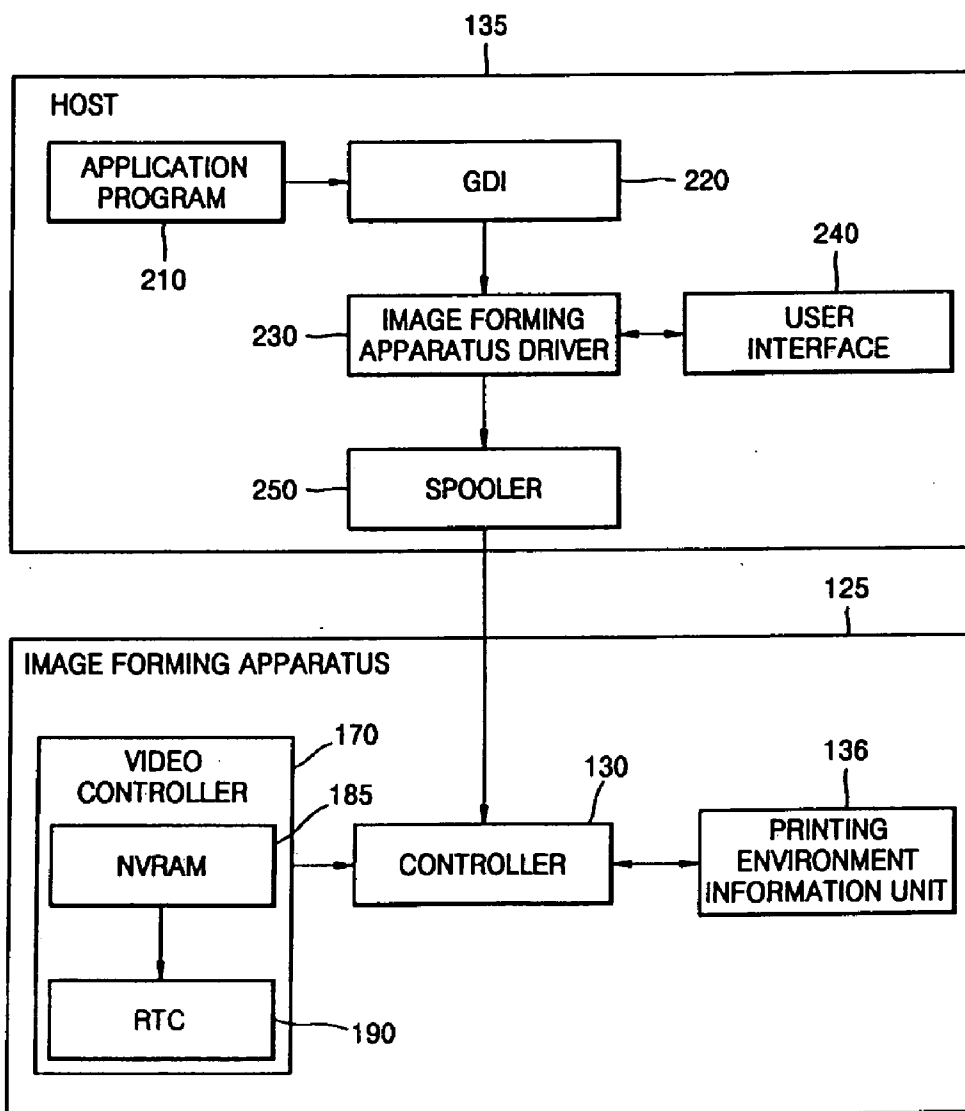 135
HOST
APPLICATION
PROGRAM
210
GDI
220
240
230
IMAGE FORMING
APPARATUS DRIVER
USER
INTERFACE
250
SPOOLER
125
IMAGE FORMING APPARATUS
VIDEO
CONTROLLER
170
185
NVRAM
RTC
190
130
CONTROLLER
136
PRINTING
ENVIRONMENT
INFORMATION UNIT